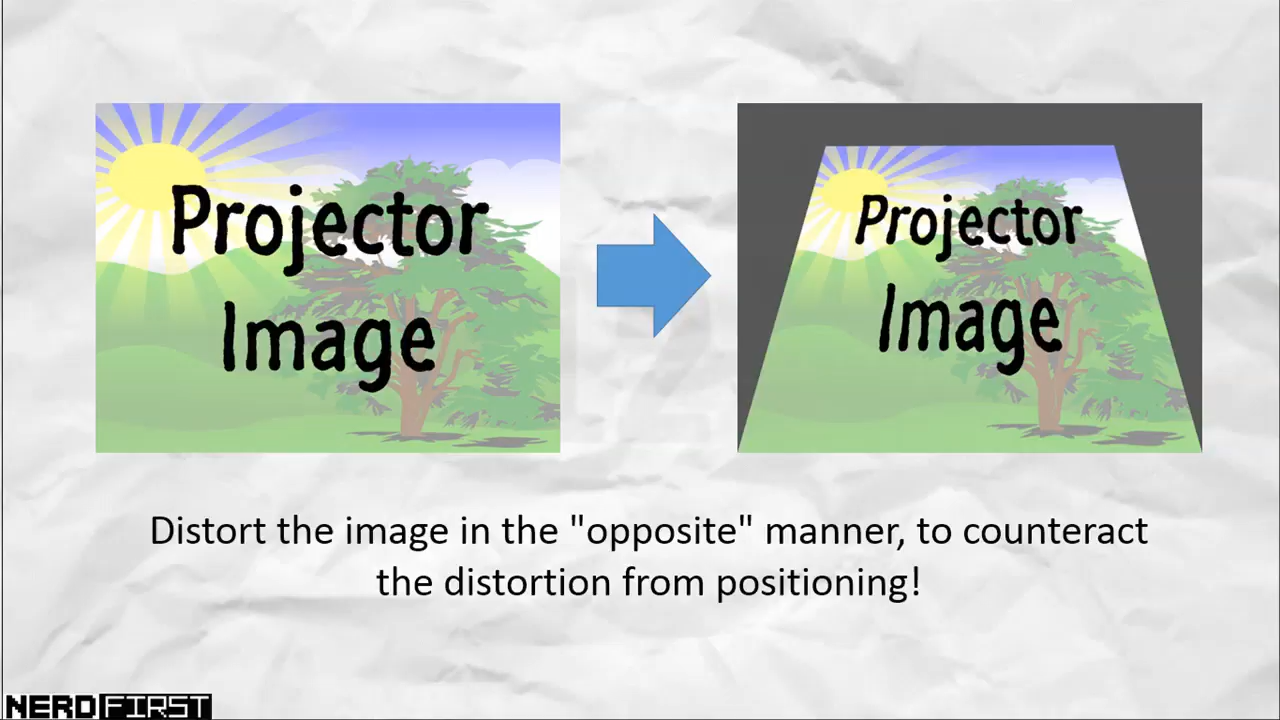 Projector
Image
Projector
Image
Distort the image in the "opposite" manner, to counteract
the distortion from positioning!
NERDFIRST